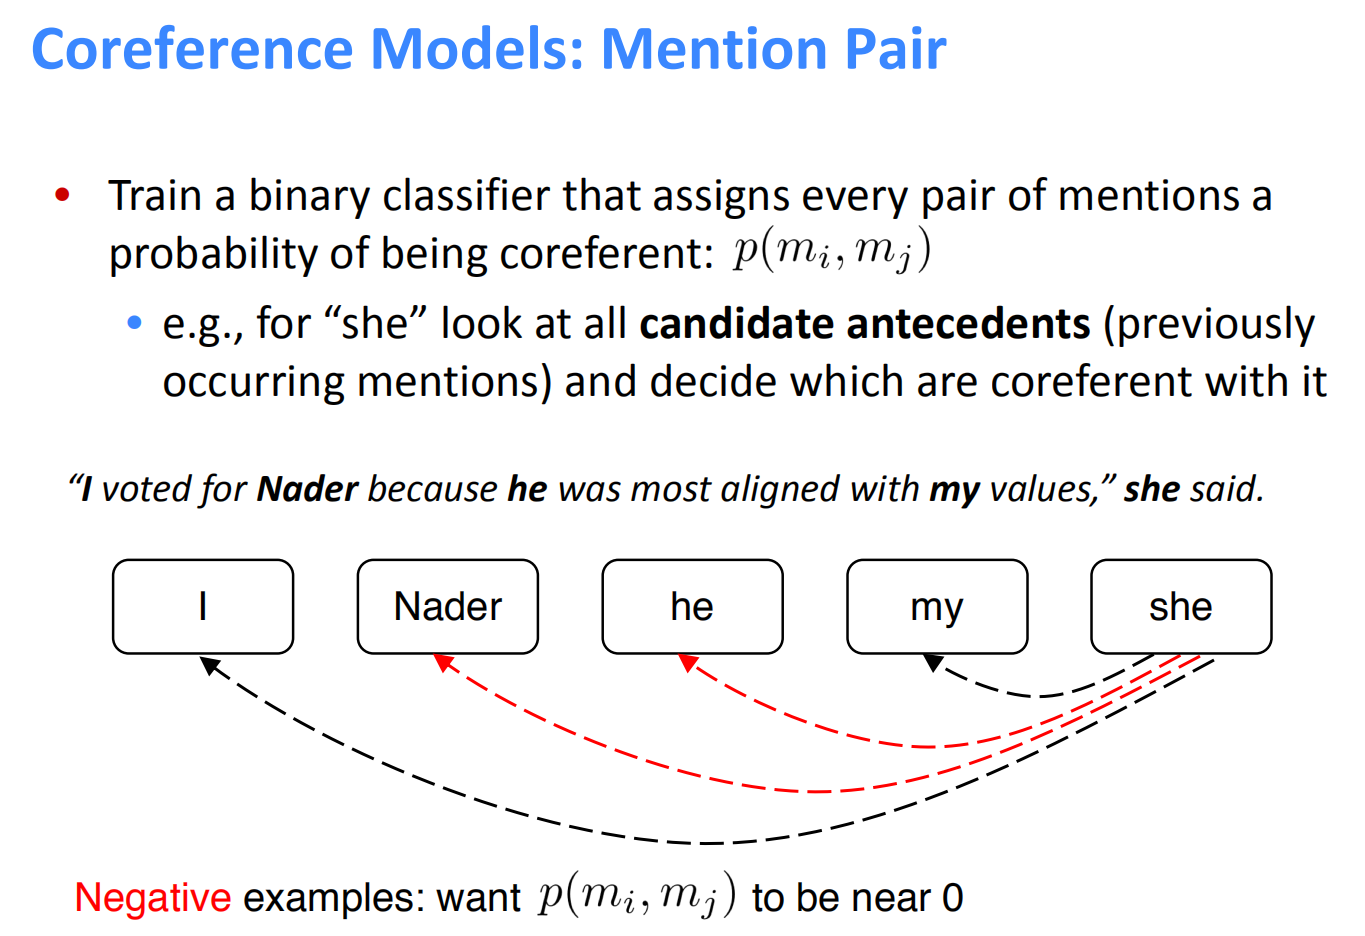 Coreference Models: Mention Pair
• Train a binary classifier that assigns every pair of mentions a
probability of being coreferent: p(m_i, m_j)
• e.g., for “she” look at all candidate antecedents (previously
occurring mentions) and decide which are coreferent with it
“I voted for Nader because he was most aligned with my values,” she said.
I Nader he my she
Negative examples: want p(m_i, m_j) to be near 0